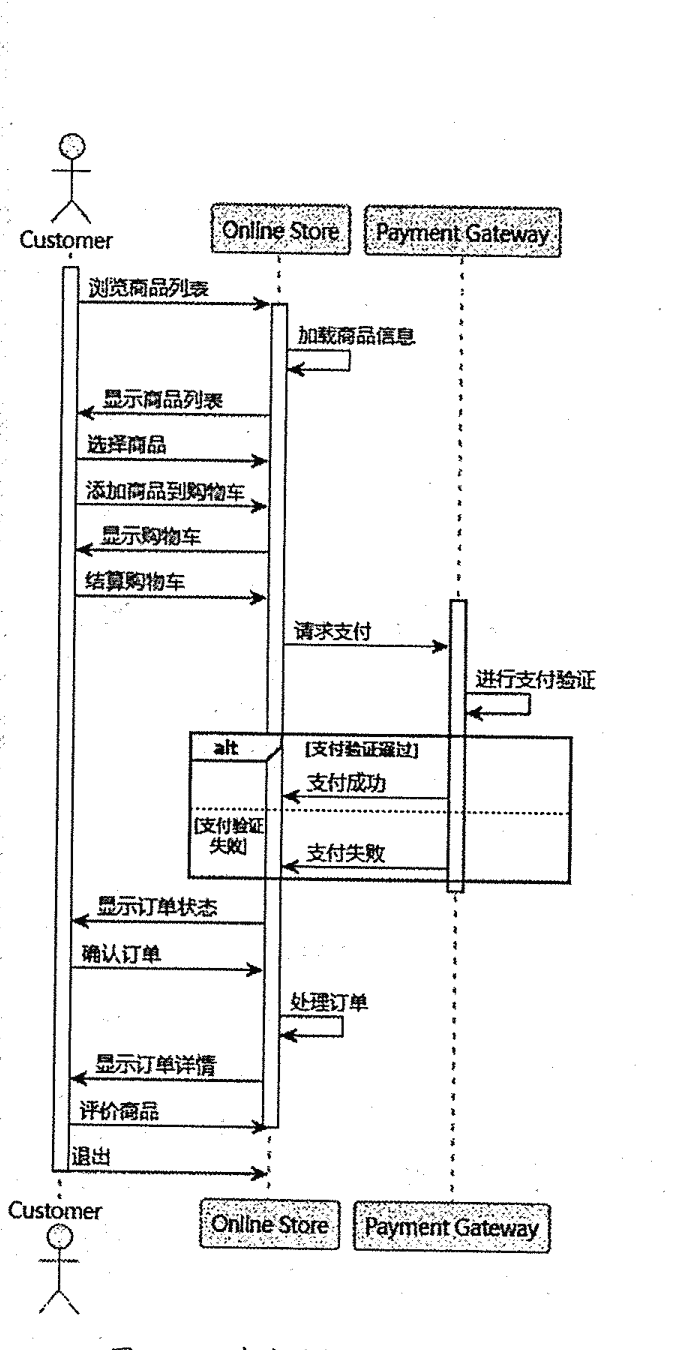 Customer
Online Store
Payment Gateway
浏览商品列表
加载商品信息
显示商品列表
选择商品
添加商品到购物车
显示购物车
结算购物车
请求支付
进行支付验证
alt
[支付验证通过]
支付成功
[支付验证
失败]
支付失败
显示订单状态
确认订单
处理订单
显示订单详情
评价商品
退出
Customer
Online Store
Payment Gateway